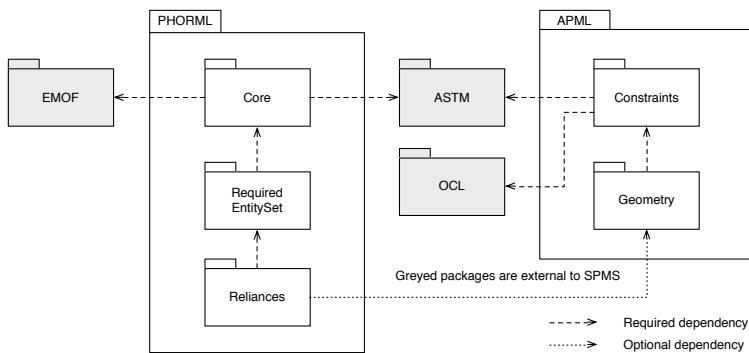 PHORML
APML
EMOF
Core
ASTM
Constraints
Required
EntitySet
OCL
Geometry
Reliances
Greyed packages are external to SPMS
Required dependency
Optional dependency